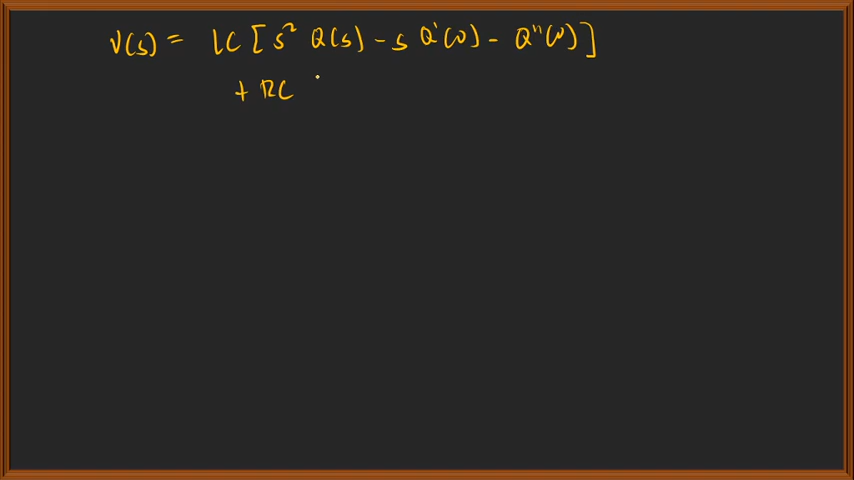 V(s) = LC [ s² Q(s) - s Q'(0) - Q''(0) ]
+ RC